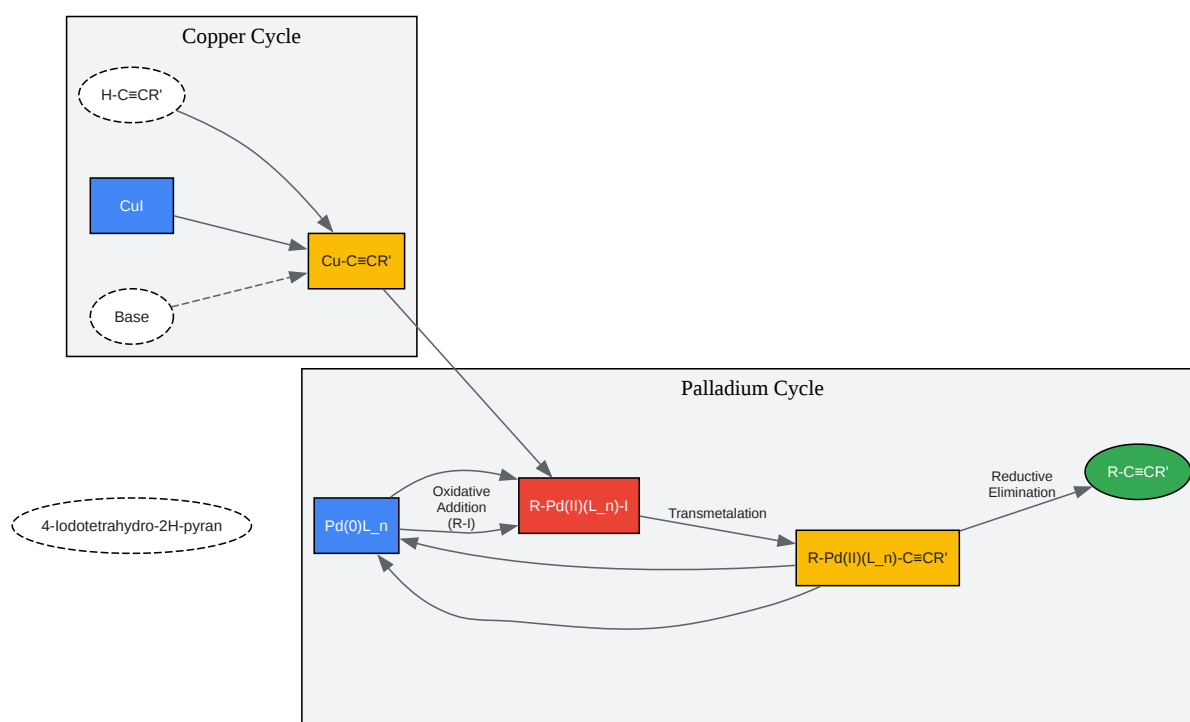 Copper Cycle
H-C≡CR'
CuI
Cu-C≡CR'
Base
Palladium Cycle
4-Iodotetrahydro-2H-pyran
Pd(0)L_n
Oxidative
Addition
(R-I)
R-Pd(II)(L_n)-I
Transmetalation
R-Pd(II)(L_n)-C≡CR'
Reductive
Elimination
R-C≡CR'